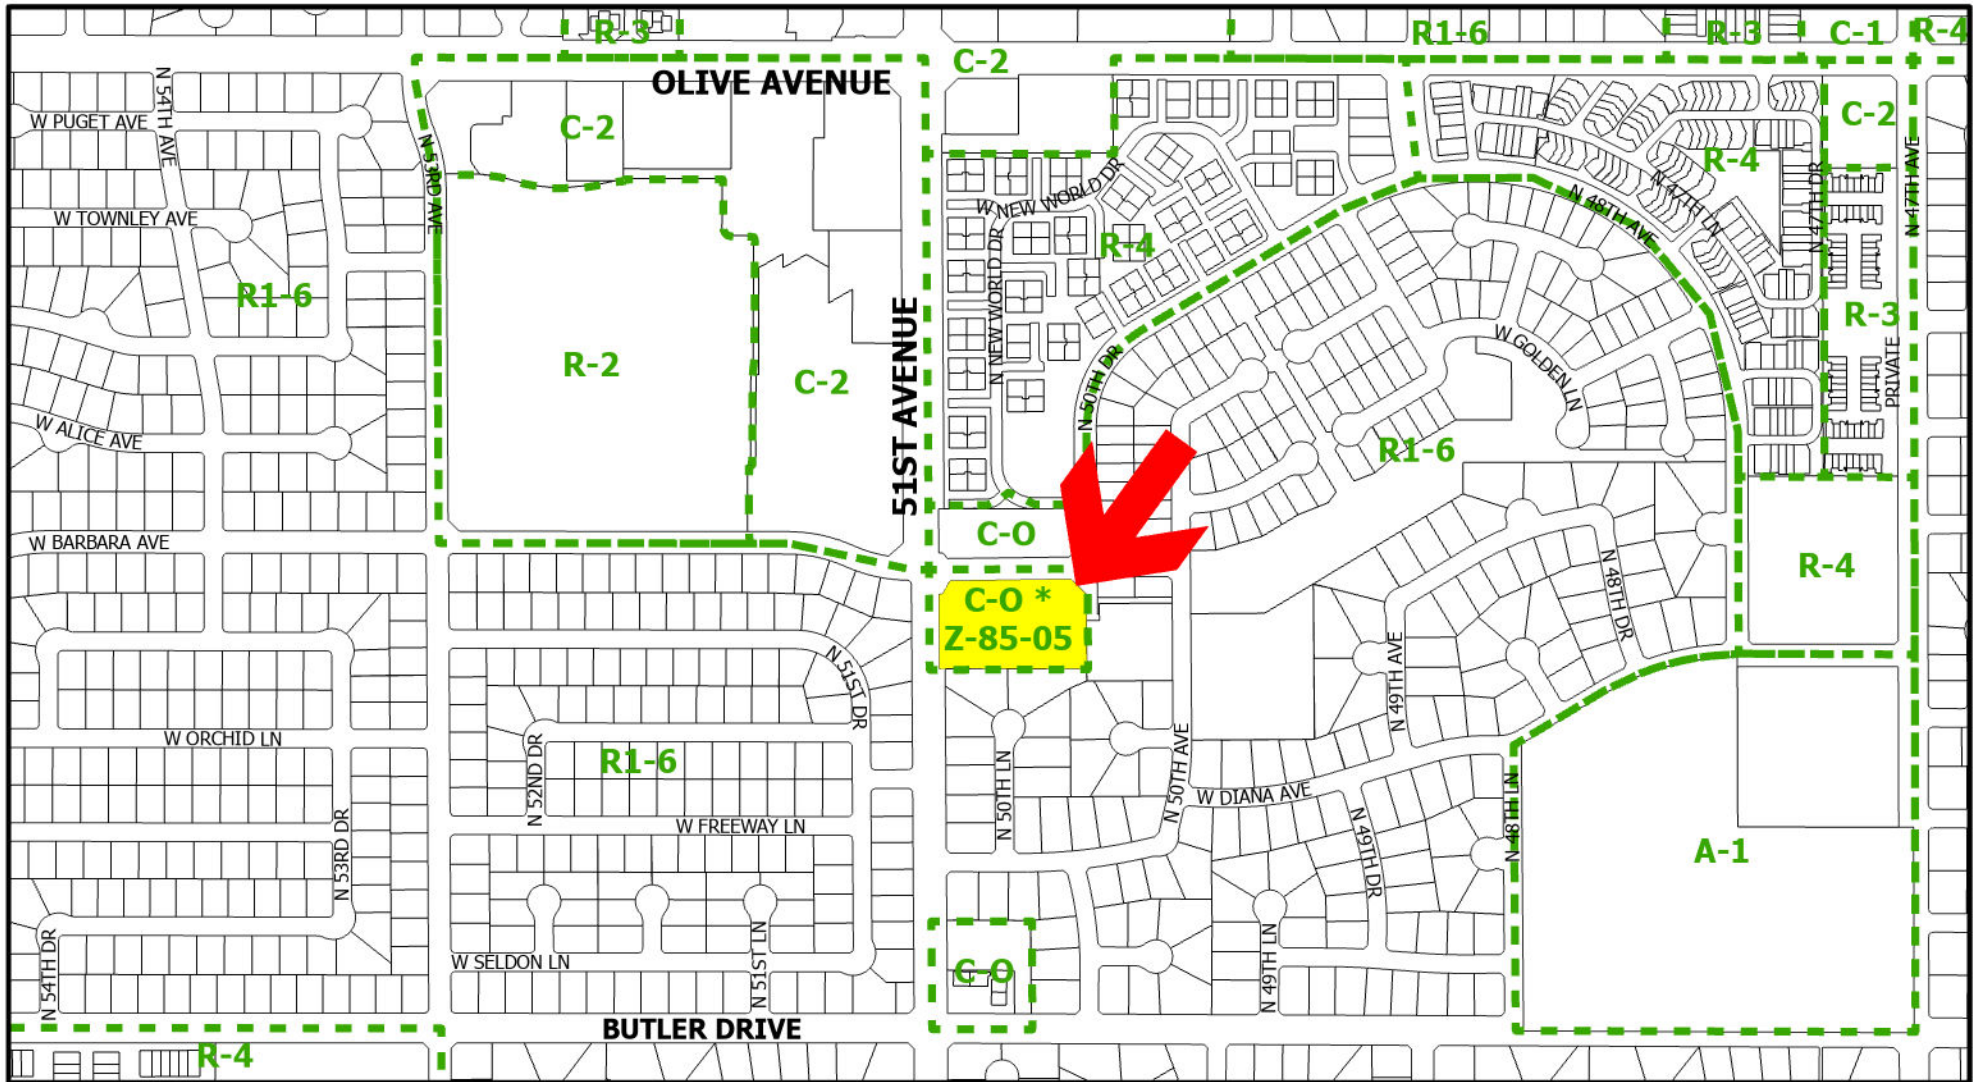 R-3
R1-6
R-3
C-1
R-4
C-2
OLIVE AVENUE
W PUGET AVE
N 54TH AVE
N 53RD AVE
C-2
C-2
R-4
N 47TH AVE
W NEW WORLD DR
N 48TH AVE
N 47TH LN
N 47TH DR
W TOWNLEY AVE
R-4
R1-6
N NEW WORLD DR
R-3
PRIVATE
R-2
C-2
51ST AVENUE
N 50TH DR
W GOLDEN LN
W ALICE AVE
R1-6
C-O
W BARBARA AVE
R-4
C-O *
Z-85-05
N 48TH DR
N 49TH AVE
N 51ST DR
W ORCHID LN
R1-6
N 52ND DR
N 50TH LN
N 50TH AVE
W DIANA AVE
N 48TH LN
W FREEWAY LN
N 53RD DR
N 49TH DR
A-1
N 54TH DR
W SELDON LN
N 51ST LN
C-O
N 49TH LN
BUTLER DRIVE
R-4